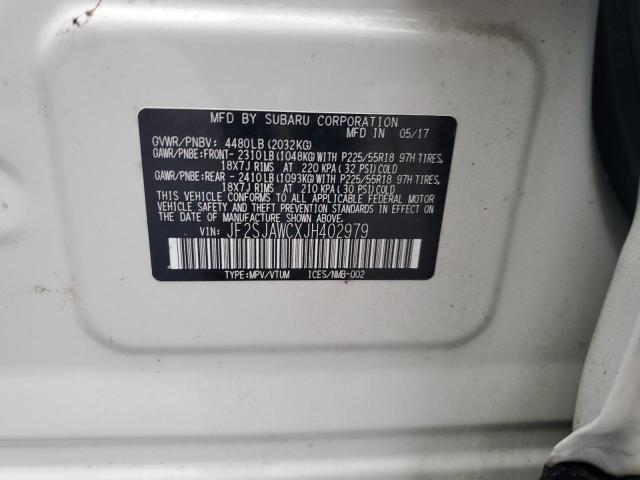 MFD BY SUBARU CORPORATION
MFD IN 05/17
GVWR/PNBV: 4480LB(2032KG)
GAWR/PNBE:FRONT- 2310LB(1048KG)WITH P225/55R18 97H TIRES,
18X7J RIMS AT 220 KPA(32 PSI)COLD
GAWR/PNBE:REAR - 2410LB(1093KG)WITH P225/55R18 97H TIRES,
18X7J RIMS AT 210 KPA(30 PSI)COLD
THIS VEHICLE CONFORMS TO ALL APPLICABLE FEDERAL MOTOR
VEHICLE SAFETY AND THEFT PREVENTION STANDARDS IN EFFECT
ON THE DATE OF MANUFACTURE SHOWN ABOVE.
VIN: JF2SJAWCXJH402979
TYPE:MPV/VTUM ICES/NMB-002